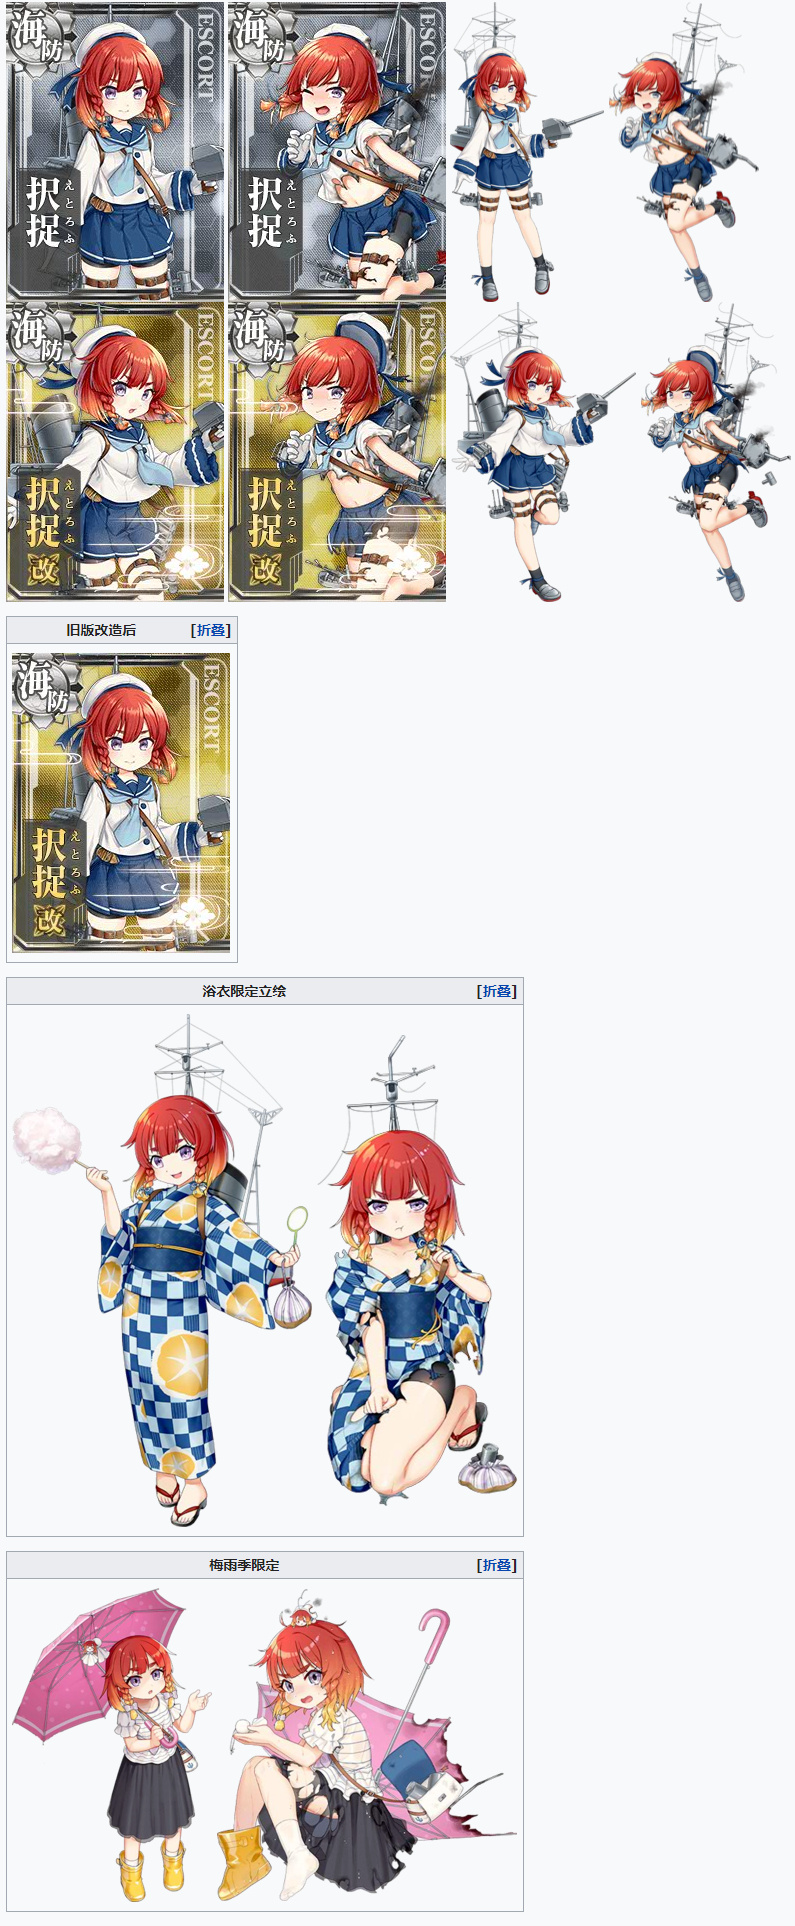 海防
ESCORT
択捉
えとろふ
海防
ESCORT
択捉
えとろふ
海防
ESCORT
択捉
えとろふ
改
海防
ESCORT
択捉
えとろふ
改
旧版改造后 [折叠]
海防
ESCORT
択捉
えとろふ
改
浴衣限定立绘 [折叠]
梅雨季限定 [折叠]